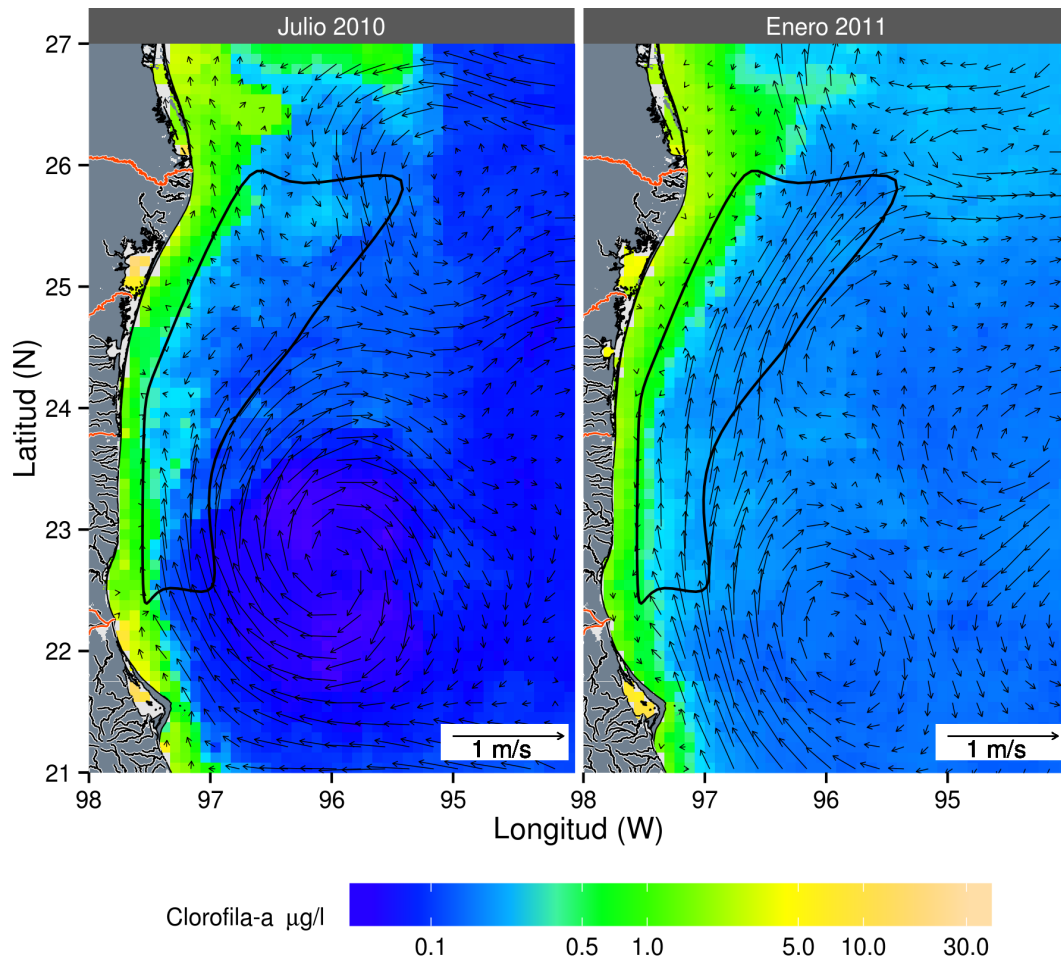 Julio 2010 Enero 2011
27
26
25
24
23
22
21
Latitud (N)
1 m/s 1 m/s
98 97 96 95 98 97 96 95
Longitud (W)
Clorofila-a μg/l
0.1 0.5 1.0 5.0 10.0 30.0